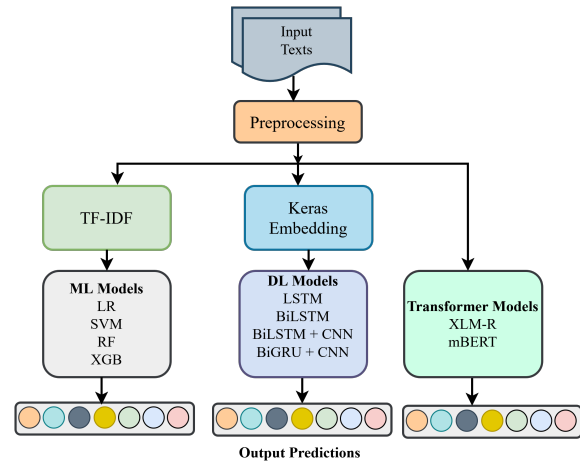 Input
Texts
Preprocessing
TF-IDF
Keras
Embedding
ML Models
LR
SVM
RF
XGB
DL Models
LSTM
BiLSTM
BiLSTM + CNN
BiGRU + CNN
Transformer Models
XLM-R
mBERT
Output Predictions